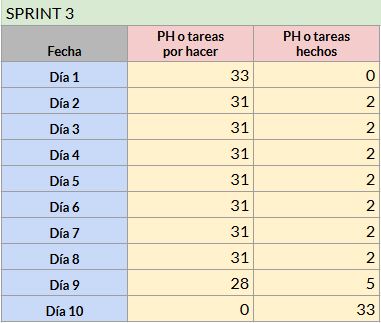 SPRINT 3
Fecha PH o tareas por hacer PH o tareas hechos
Día 1 33 0
Día 2 31 2
Día 3 31 2
Día 4 31 2
Día 5 31 2
Día 6 31 2
Día 7 31 2
Día 8 31 2
Día 9 28 5
Día 10 0 33